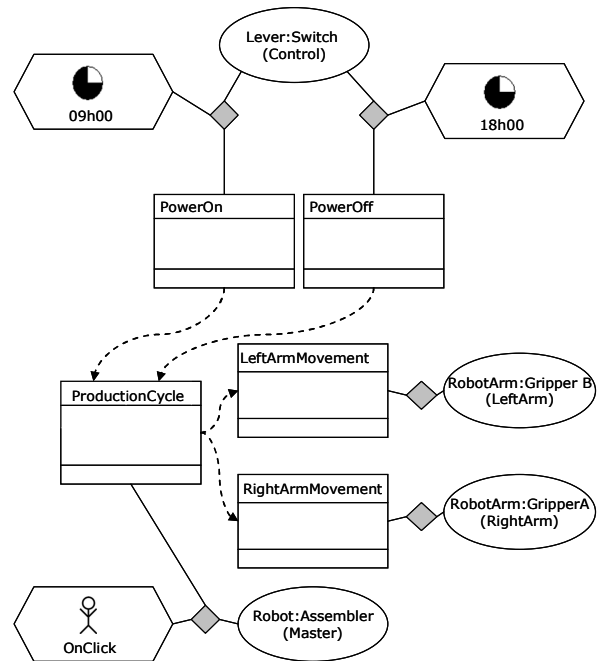 Lever:Switch
(Control)
09h00
18h00
PowerOn
PowerOff
LeftArmMovement
RobotArm:Gripper B
(LeftArm)
ProductionCycle
RightArmMovement
RobotArm:GripperA
(RightArm)
OnClick
Robot:Assembler
(Master)